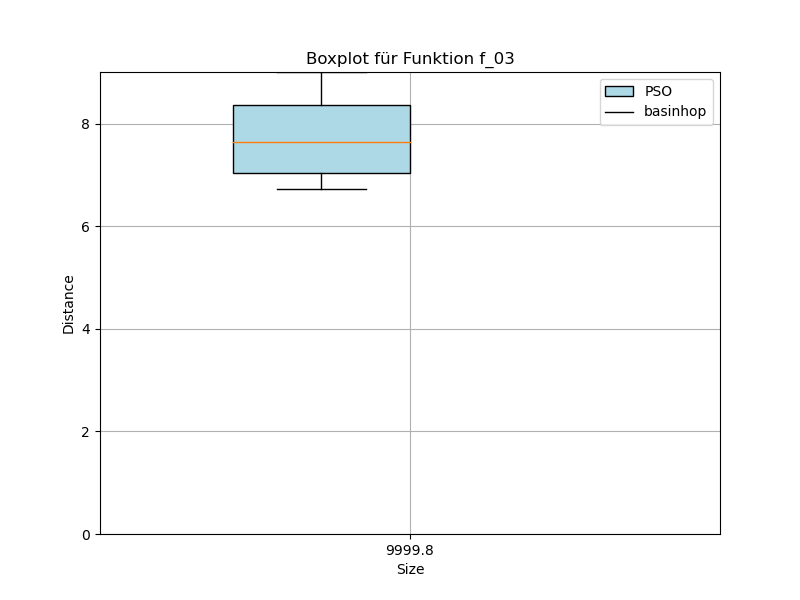 Boxplot für Funktion f_03
PSO
basinhop
8
6
4
2
0
Distance
9999.8
Size